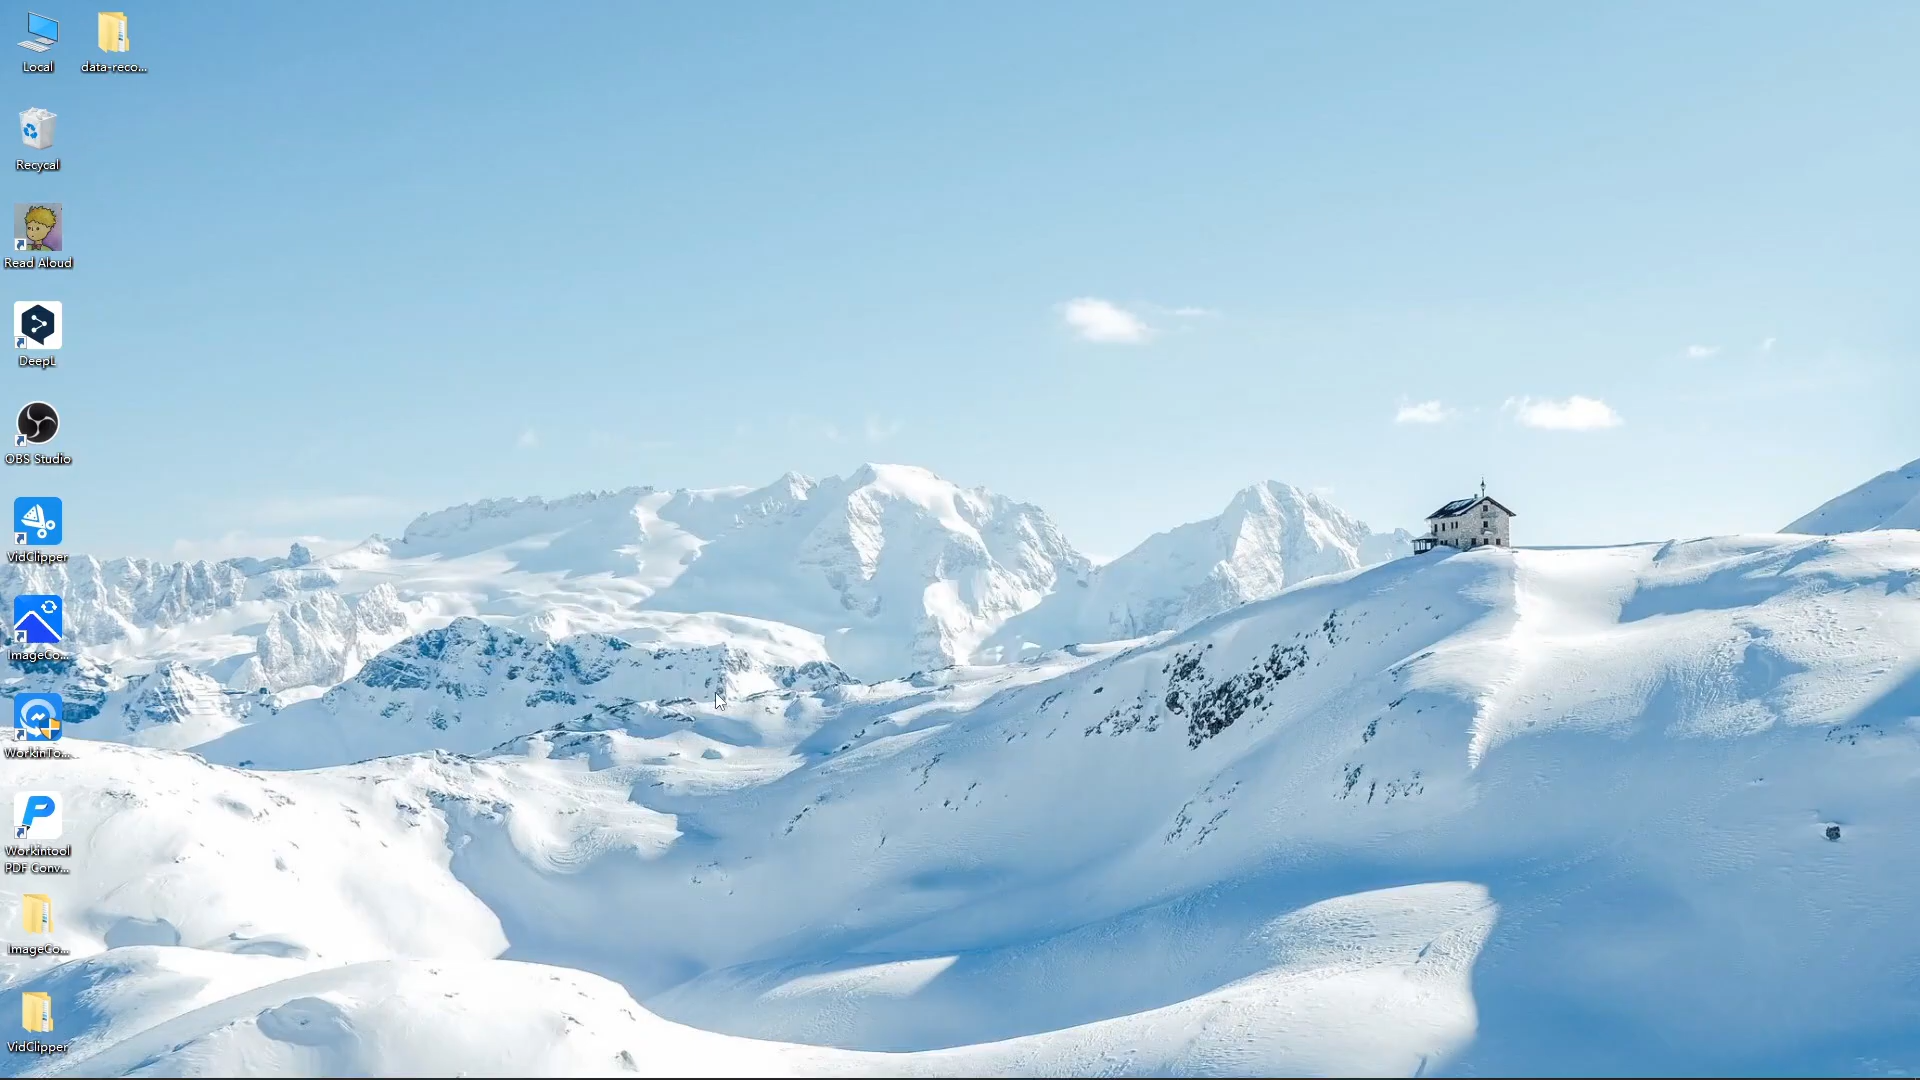 Local
data-reco...
Recycal
Read Aloud
DeepL
OBS Studio
VidClipper
ImageCo...
WorkinTo...
Workintool
PDF Conv...
ImageCo...
VidClipper